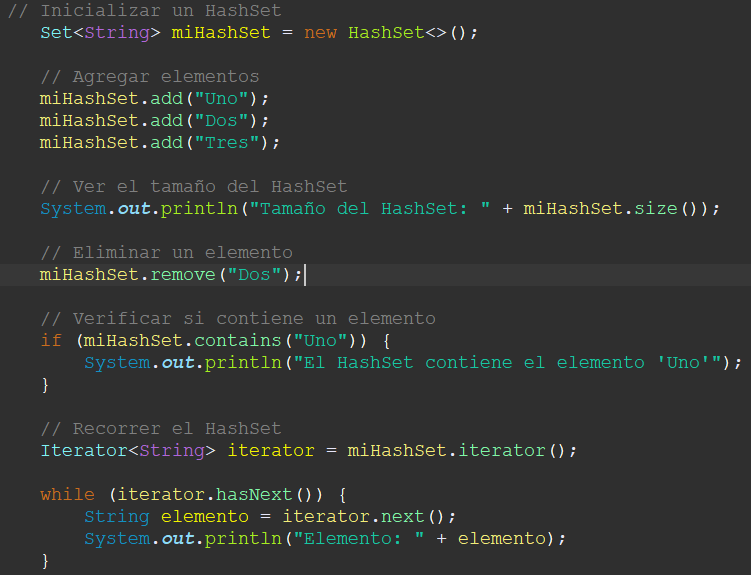 // Inicializar un HashSet
Set<String> miHashSet = new HashSet<>();
// Agregar elementos
miHashSet.add("Uno");
miHashSet.add("Dos");
miHashSet.add("Tres");
// Ver el tamaño del HashSet
System.out.println("Tamaño del HashSet: " + miHashSet.size());
// Eliminar un elemento
miHashSet.remove("Dos");
// Verificar si contiene un elemento
if (miHashSet.contains("Uno")) {
System.out.println("El HashSet contiene el elemento 'Uno'");
}
// Recorrer el HashSet
Iterator<String> iterator = miHashSet.iterator();
while (iterator.hasNext()) {
String elemento = iterator.next();
System.out.println("Elemento: " + elemento);
}